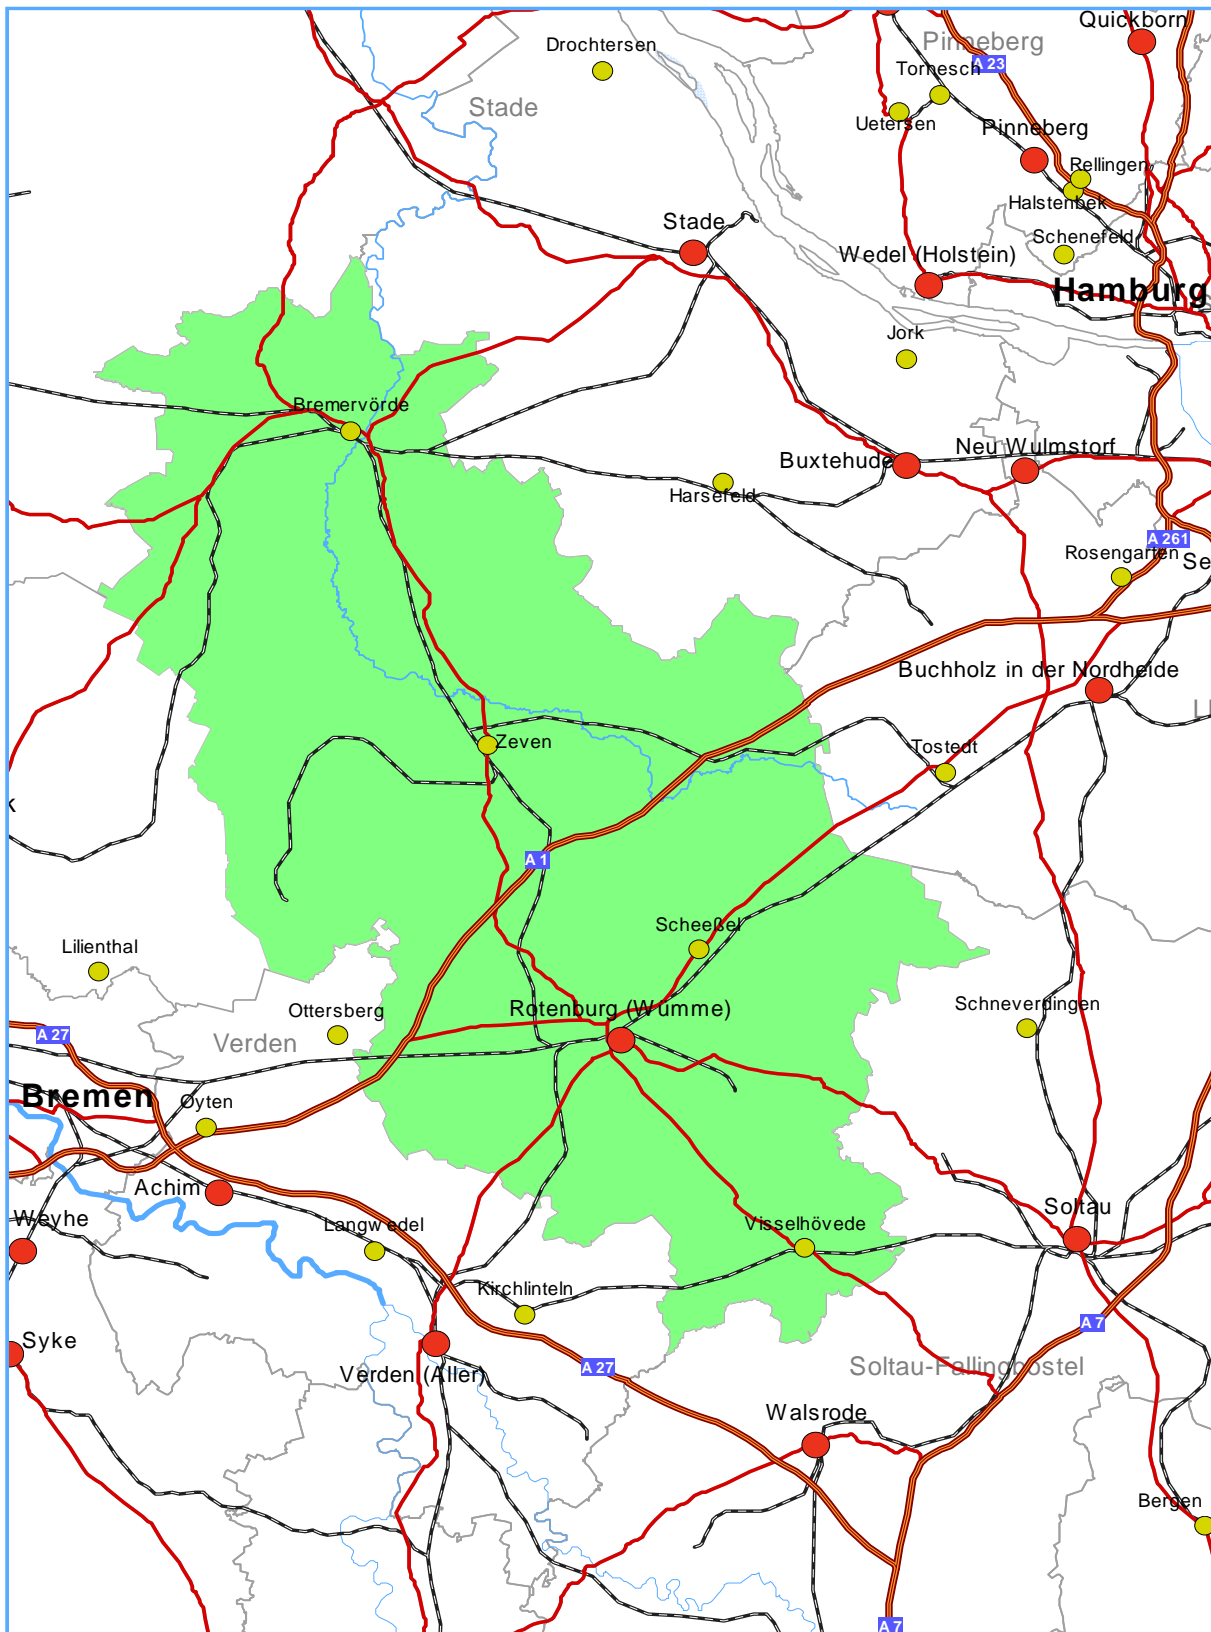 Quickborn
Drochtersen
Pinneberg
A 23
Tornesch
Stade
Uetersen
Pinneberg
Rellingen
Halstenbek
Stade
Schenefeld
Wedel (Holstein)
Hamburg
Jork
Bremervörde
Buxtehude
Neu Wulmstorf
Harsefeld
A 261
Rosengarten
Se
Buchholz in der Nordheide
Zeven
Tostedt
k
A 1
Scheeßel
Lilienthal
Ottersberg
Rotenburg (Wümme)
Schneverdingen
A 27
Verden
Bremen
Oyten
Achim
Soltau
Weyhe
Langwedel
Visselhövede
Kirchlinteln
A 7
Syke
Verden (Aller)
A 27
Soltau-Fallingbostel
Walsrode
Bergen
A 7